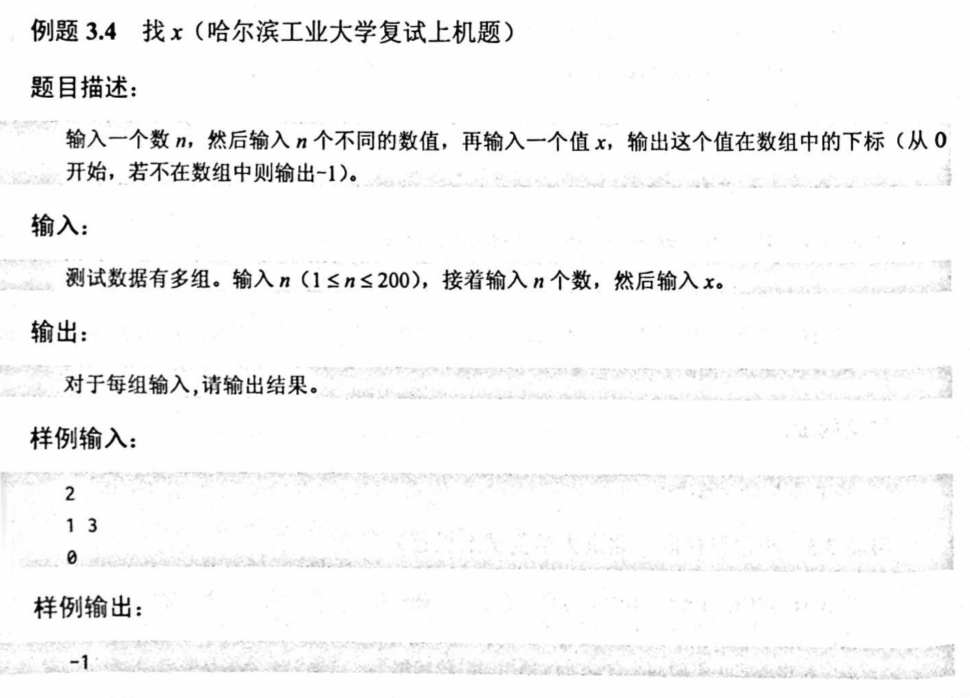 例题 3.4 找 x（哈尔滨工业大学复试上机题）
题目描述：
输入一个数 n，然后输入 n 个不同的数值，再输入一个值 x，输出这个值在数组中的下标（从 0
开始，若不在数组中则输出-1）。
输入：
测试数据有多组。输入 n（1≤n≤200），接着输入 n 个数，然后输入 x。
输出：
对于每组输入,请输出结果。
样例输入：
2
1 3
0
样例输出：
-1